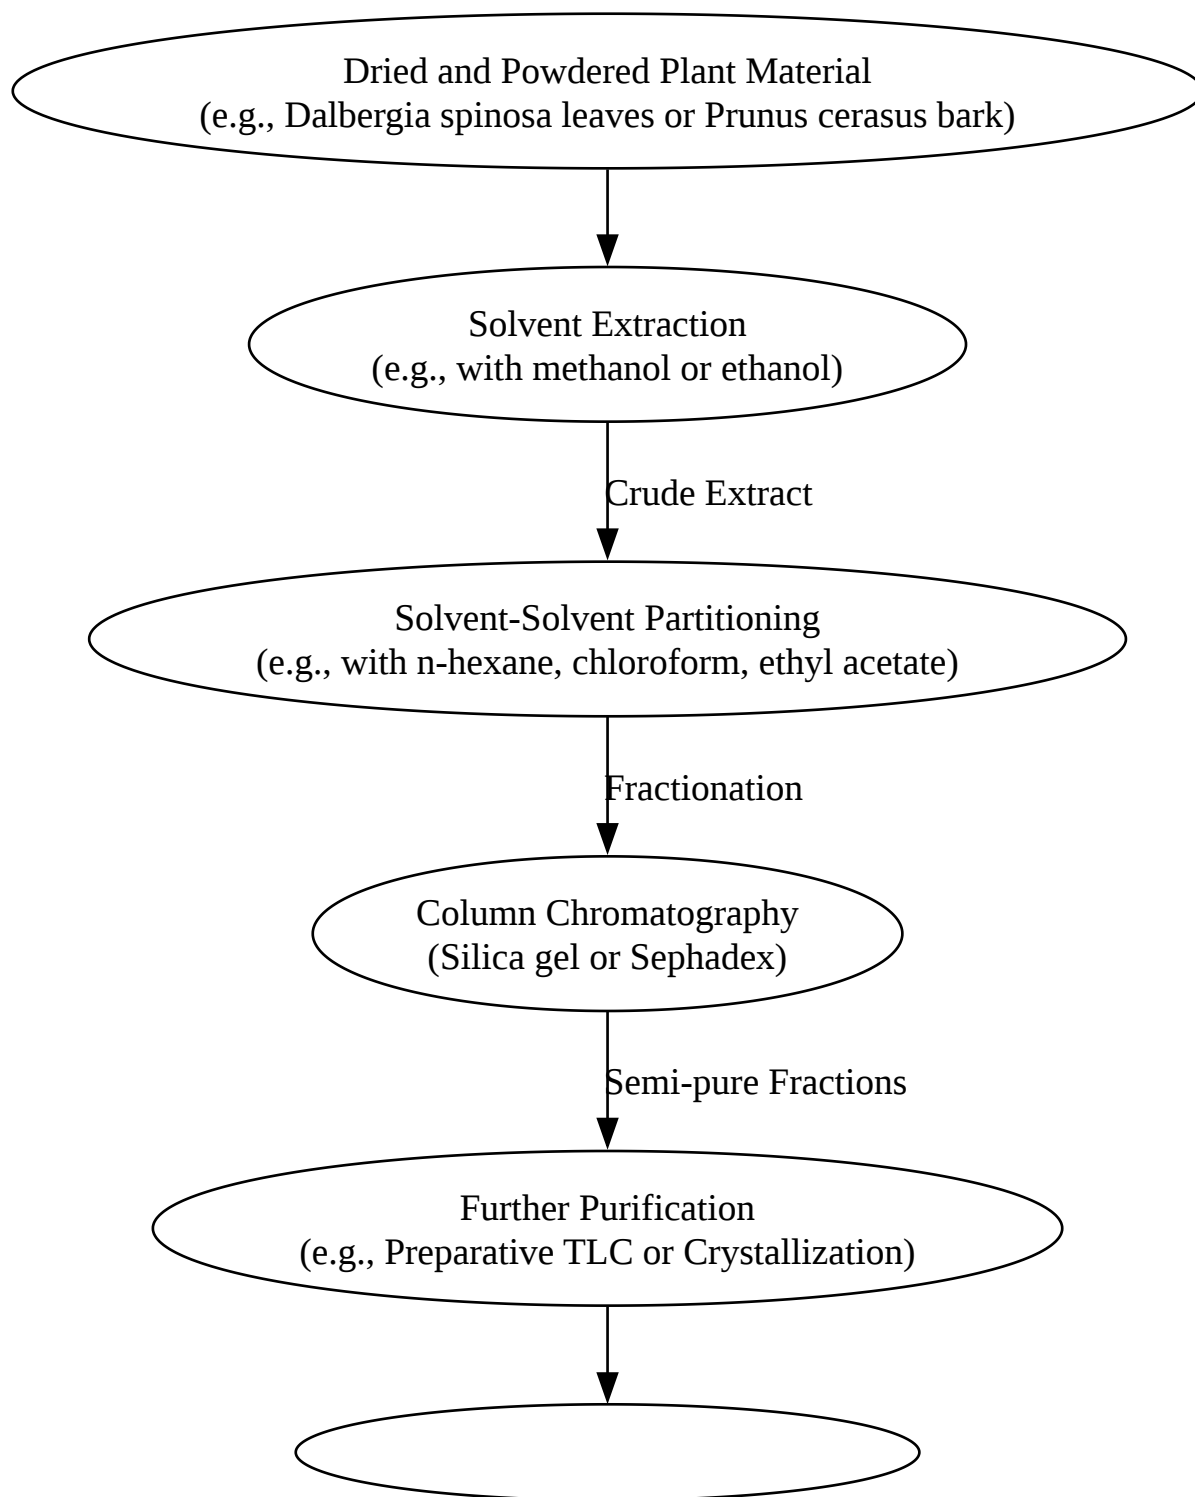 Dried and Powdered Plant Material
(e.g., Dalbergia spinosa leaves or Prunus cerasus bark)
Solvent Extraction
(e.g., with methanol or ethanol)
Crude Extract
Solvent-Solvent Partitioning
(e.g., with n-hexane, chloroform, ethyl acetate)
Fractionation
Column Chromatography
(Silica gel or Sephadex)
Semi-pure Fractions
Further Purification
(e.g., Preparative TLC or Crystallization)